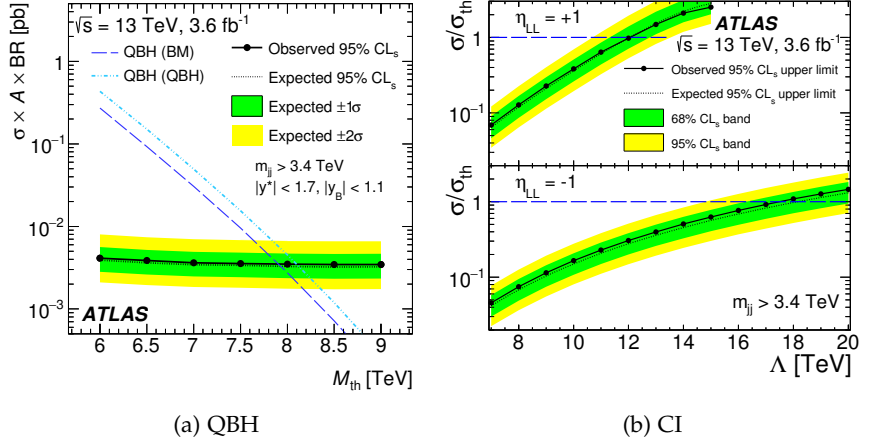 σ × A × BR [pb]
√s = 13 TeV, 3.6 fb⁻¹
QBH (BM)
QBH (QBH)
Observed 95% CLₛ
Expected 95% CLₛ
Expected ±1σ
Expected ±2σ
m_jj > 3.4 TeV
|y*| < 1.7, |y_B| < 1.1
10⁻¹
10⁻²
10⁻³
ATLAS
6 6.5 7 7.5 8 8.5 9
M_th [TeV]
(a) QBH
σ/σ_th
η_LL = +1
ATLAS
√s = 13 TeV, 3.6 fb⁻¹
Observed 95% CLₛ upper limit
Expected 95% CLₛ upper limit
68% CLₛ band
95% CLₛ band
1
10⁻¹
σ/σ_th
η_LL = -1
1
10⁻¹
m_jj > 3.4 TeV
8 10 12 14 16 18 20
Λ [TeV]
(b) CI